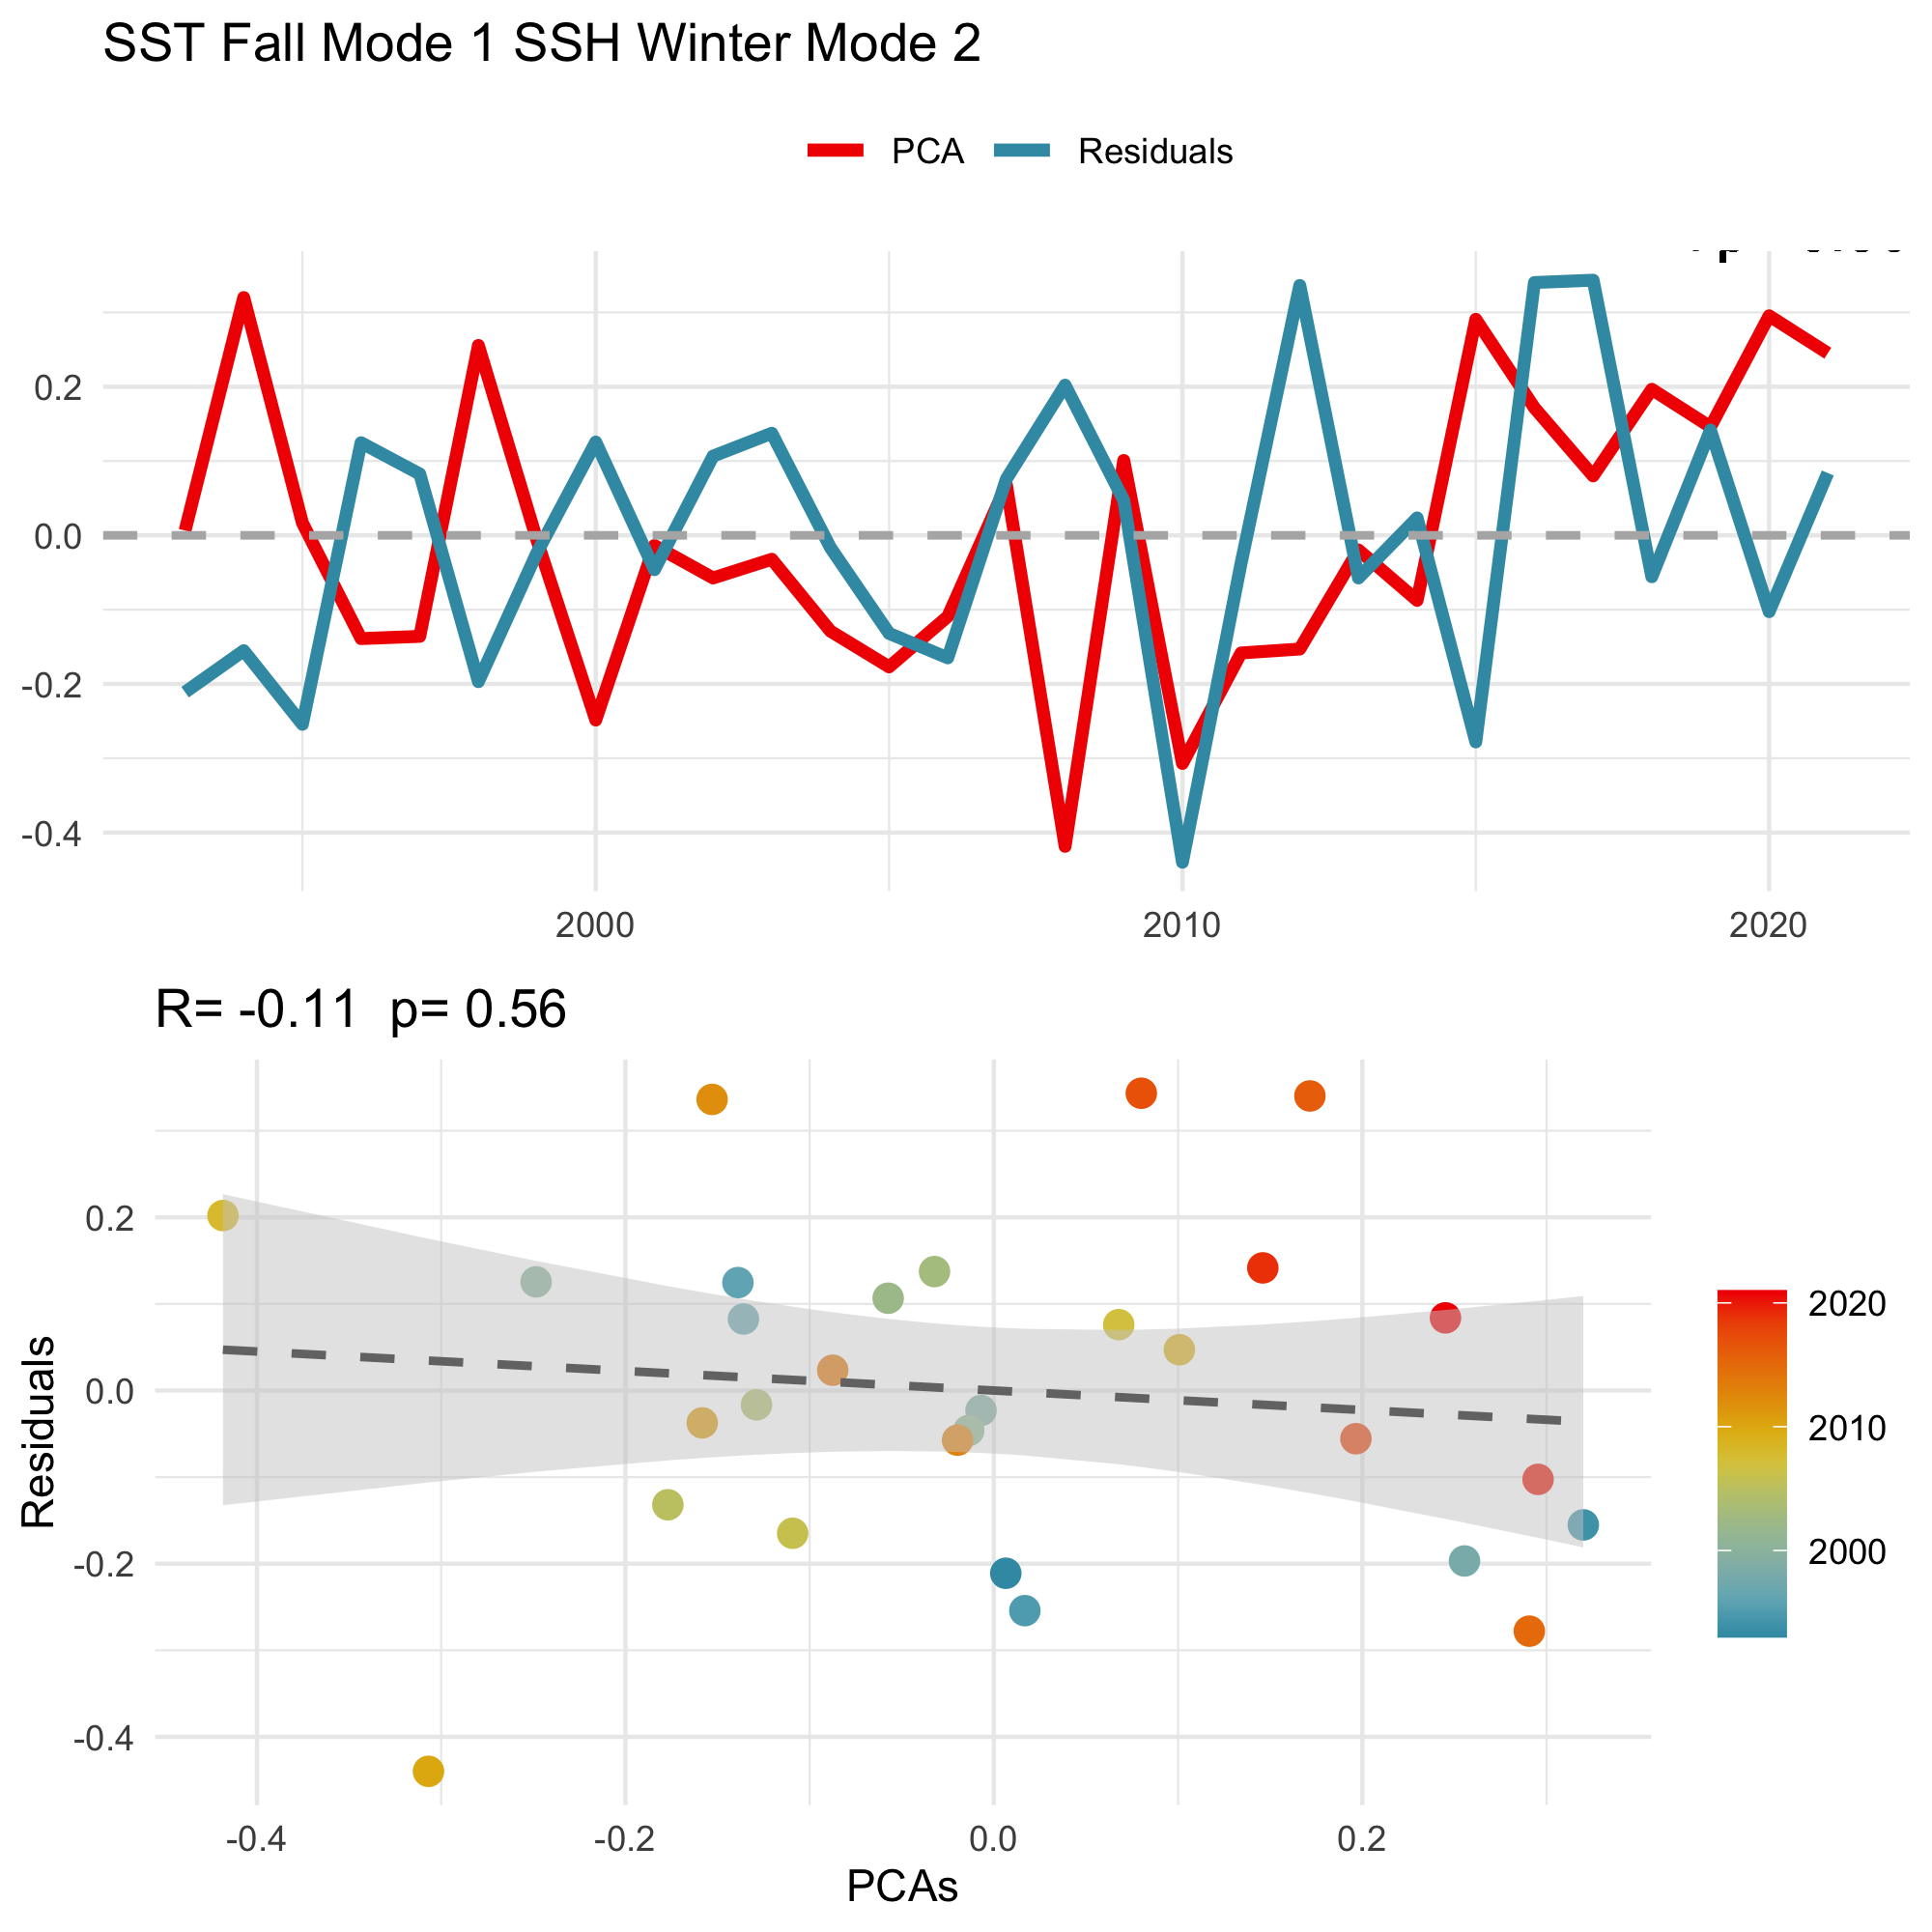 SST Fall Mode 1 SSH Winter Mode 2
PCA Residuals
0.2
0.0
-0.2
-0.4
2000 2010 2020
R= -0.11 p= 0.56
Residuals
0.2
0.0
-0.2
-0.4
-0.4 -0.2 0.0 0.2
PCAs
2020
2010
2000